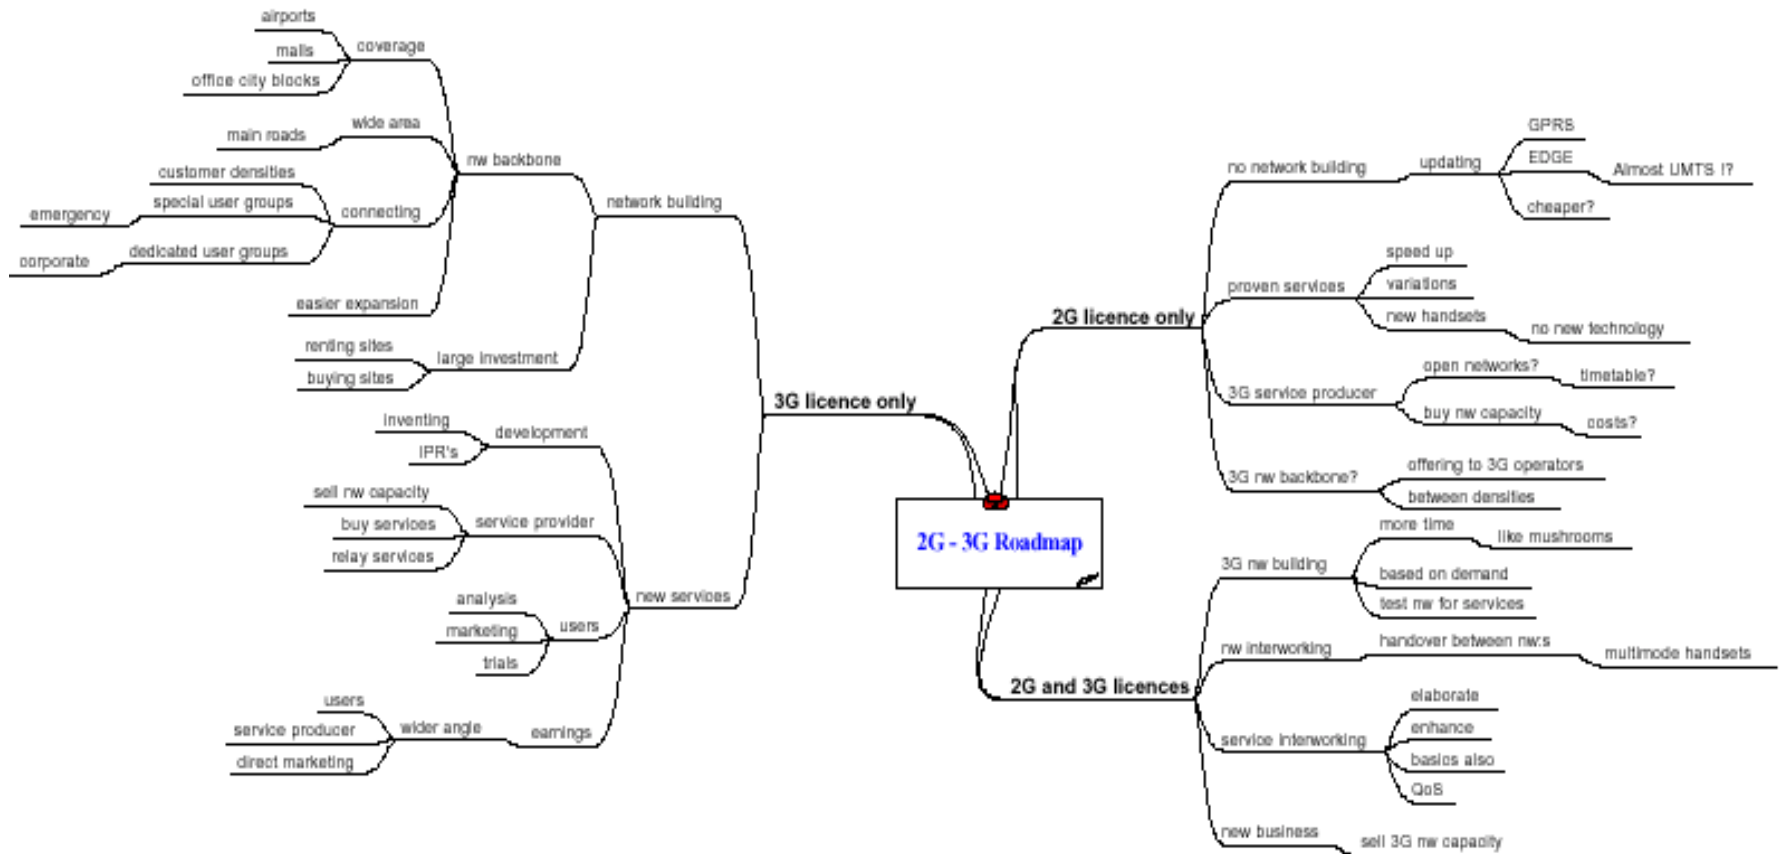 2G - 3G Roadmap
3G licence only
network building
nw backbone
coverage
airports
malls
office city blocks
wide area
main roads
connecting
customer densities
special user groups
emergency
dedicated user groups
corporate
easier expansion
large investment
renting sites
buying sites
new services
development
inventing
IPR's
service provider
sell nw capacity
buy services
relay services
users
analysis
marketing
trials
earnings
wider angle
users
service producer
direct marketing
2G licence only
no network building
updating
GPRS
EDGE
Almost UMTS !?
cheaper?
proven services
speed up
variations
new handsets
no new technology
3G service producer
open networks?
timetable?
buy nw capacity
costs?
3G nw backbone?
offering to 3G operators
between densities
2G and 3G licences
3G nw building
more time
like mushrooms
based on demand
test nw for services
nw interworking
handover between nw:s
multimode handsets
service interworking
elaborate
enhance
basics also
QoS
new business
sell 3G nw capacity